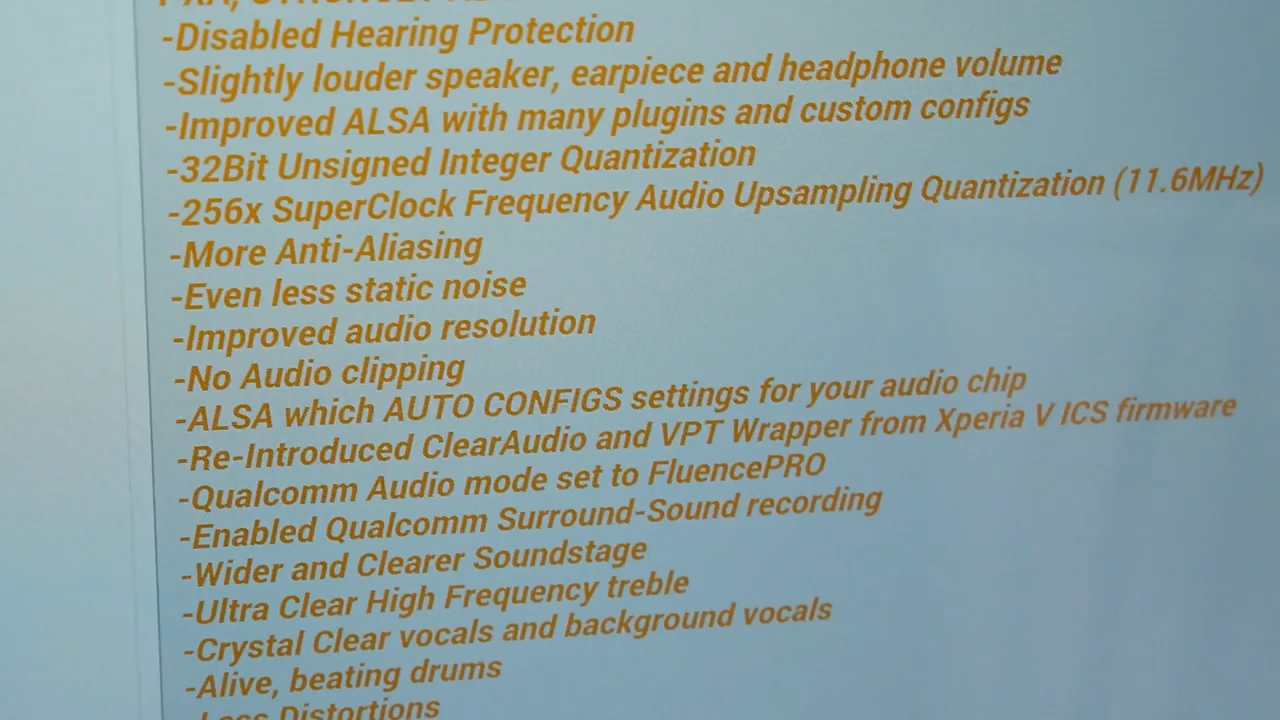 -Disabled Hearing Protection
-Slightly louder speaker, earpiece and headphone volume
-Improved ALSA with many plugins and custom configs
-32Bit Unsigned Integer Quantization
-256x SuperClock Frequency Audio Upsampling Quantization (11.6MHz)
-More Anti-Aliasing
-Even less static noise
-Improved audio resolution
-No Audio clipping
-ALSA which AUTO CONFIGS settings for your audio chip
-Re-Introduced ClearAudio and VPT Wrapper from Xperia V ICS firmware
-Qualcomm Audio mode set to FluencePRO
-Enabled Qualcomm Surround-Sound recording
-Wider and Clearer Soundstage
-Ultra Clear High Frequency treble
-Crystal Clear vocals and background vocals
-Alive, beating drums
-Less Distortions